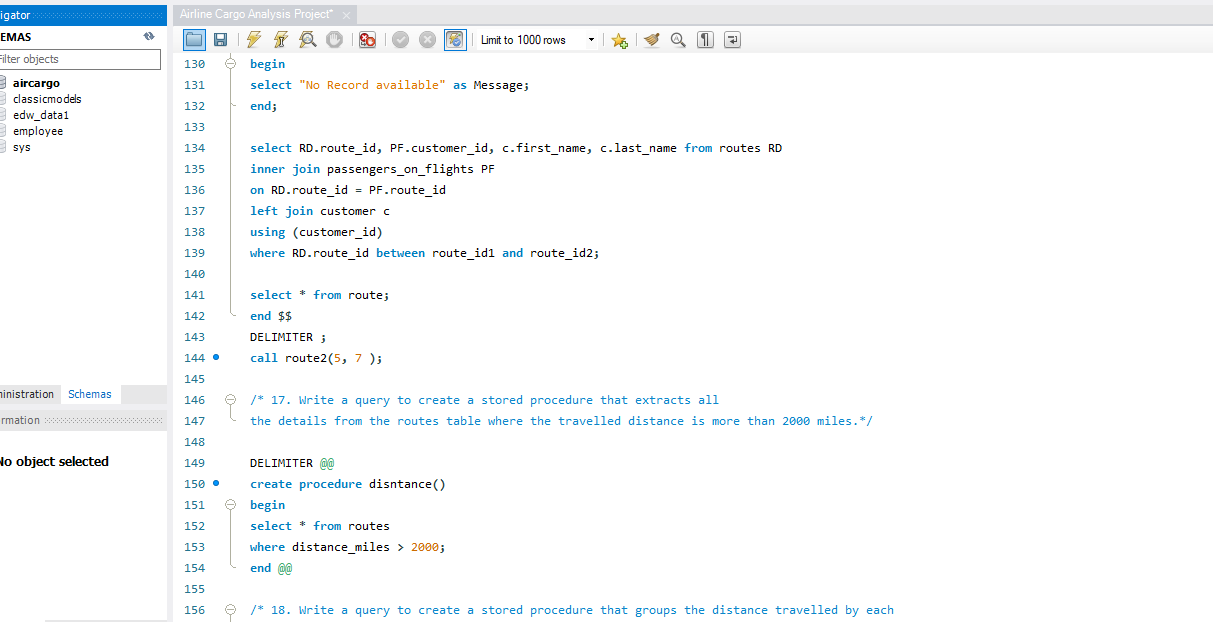 igator
Airline Cargo Analysis Project*
EMAS
Limit to 1000 rows
Filter objects
aircargo
classicmodels
edw_data1
employee
sys
ministration Schemas
rmation
No object selected
130 begin
131 select "No Record available" as Message;
132 end;
133
134 select RD.route_id, PF.customer_id, c.first_name, c.last_name from routes RD
135 inner join passengers_on_flights PF
136 on RD.route_id = PF.route_id
137 left join customer c
138 using (customer_id)
139 where RD.route_id between route_id1 and route_id2;
140
141 select * from route;
142 end $$
143 DELIMITER ;
144 call route2(5, 7 );
145
146 /* 17. Write a query to create a stored procedure that extracts all
147 the details from the routes table where the travelled distance is more than 2000 miles.*/
148
149 DELIMITER @@
150 create procedure disntance()
151 begin
152 select * from routes
153 where distance_miles > 2000;
154 end @@
155
156 /* 18. Write a query to create a stored procedure that groups the distance travelled by each